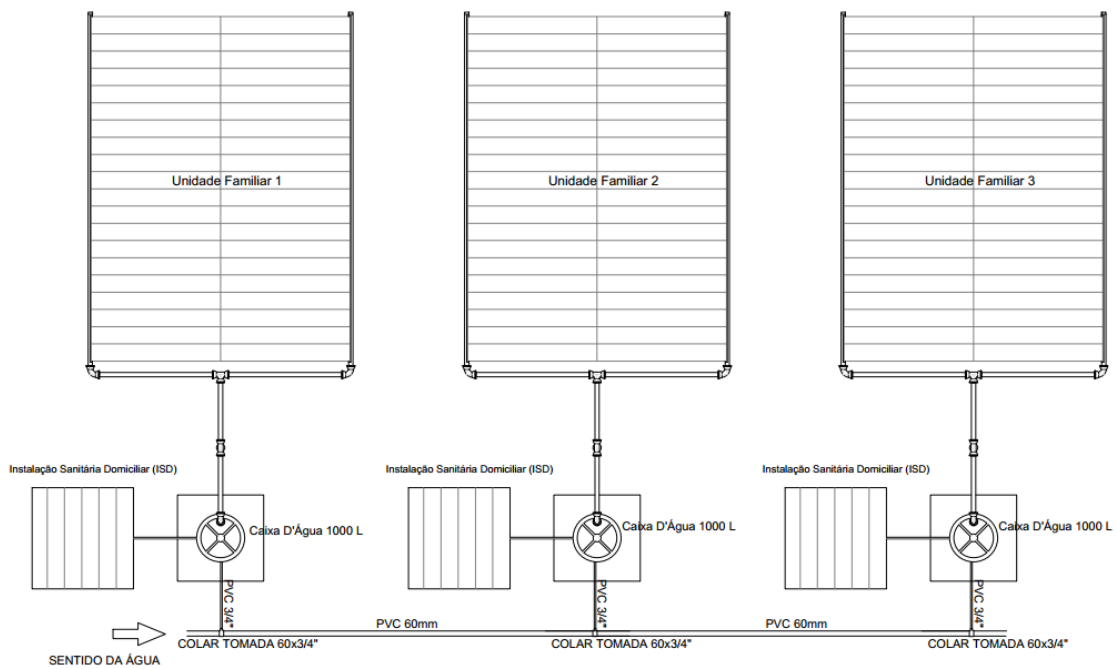 Unidade Familiar 1
Unidade Familiar 2
Unidade Familiar 3
Instalação Sanitária Domiciliar (ISD)
Instalação Sanitária Domiciliar (ISD)
Instalação Sanitária Domiciliar (ISD)
Caixa D'Água 1000 L
Caixa D'Água 1000 L
Caixa D'Água 1000 L
PVC 3/4"
PVC 3/4"
PVC 3/4"
PVC 60mm
PVC 60mm
COLAR TOMADA 60x3/4"
COLAR TOMADA 60x3/4"
COLAR TOMADA 60x3/4"
SENTIDO DA ÁGUA